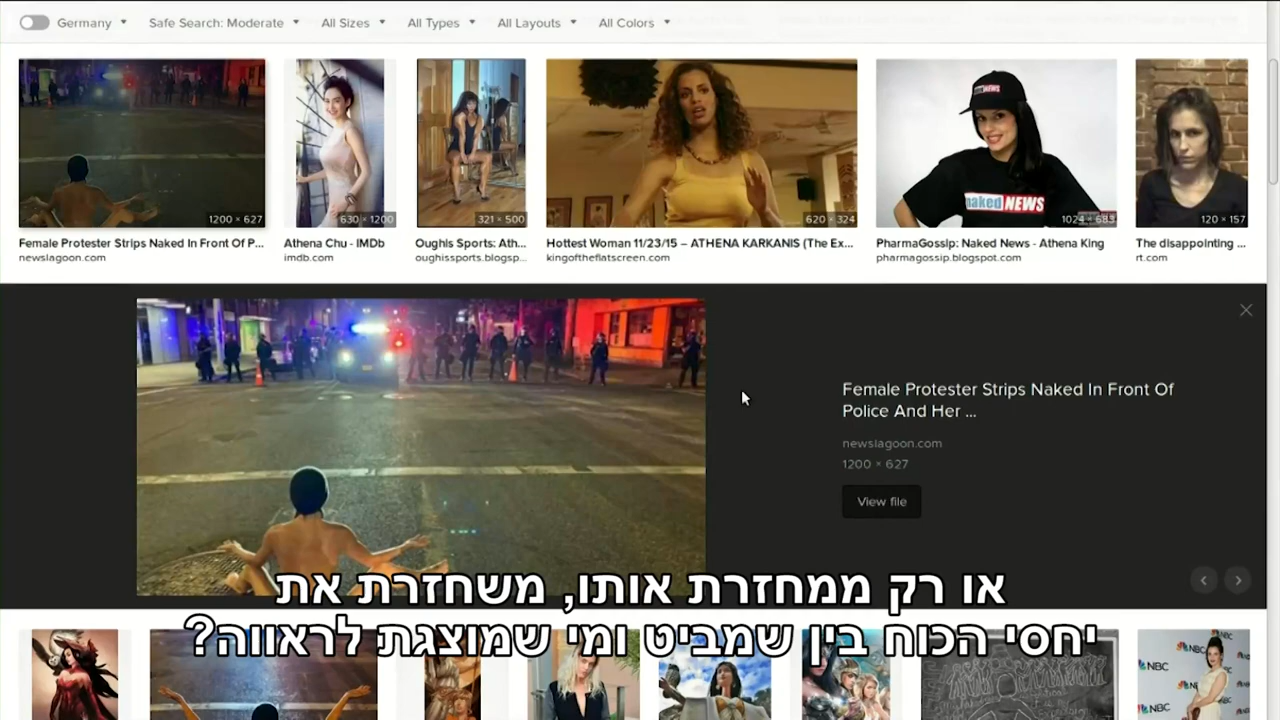 Germany Safe Search: Moderate All Sizes All Types All Layouts All Colors
naked NEWS
1200 × 627 630 × 1200 321 × 500 620 × 324 1024 × 683 120 × 157
Female Protester Strips Naked In Front Of P... Athena Chu - IMDb Oughis Sports: Ath... Hottest Woman 11/23/15 – ATHENA KARKANIS (The Ex... PharmaGossip: Naked News - Athena King The disappointing ...
newslagoon.com imdb.com oughissports.blogsp... kingoftheflatscreen.com pharmagossip.blogspot.com rt.com
Female Protester Strips Naked In Front Of
Police And Her ...
newslagoon.com
1200 × 627
View file
או רק ממחזרת אותו, משחזרת את
יחסי הכוח בין שמביט ומי שמוצגת לראווה?
NBC
NBC
NBC